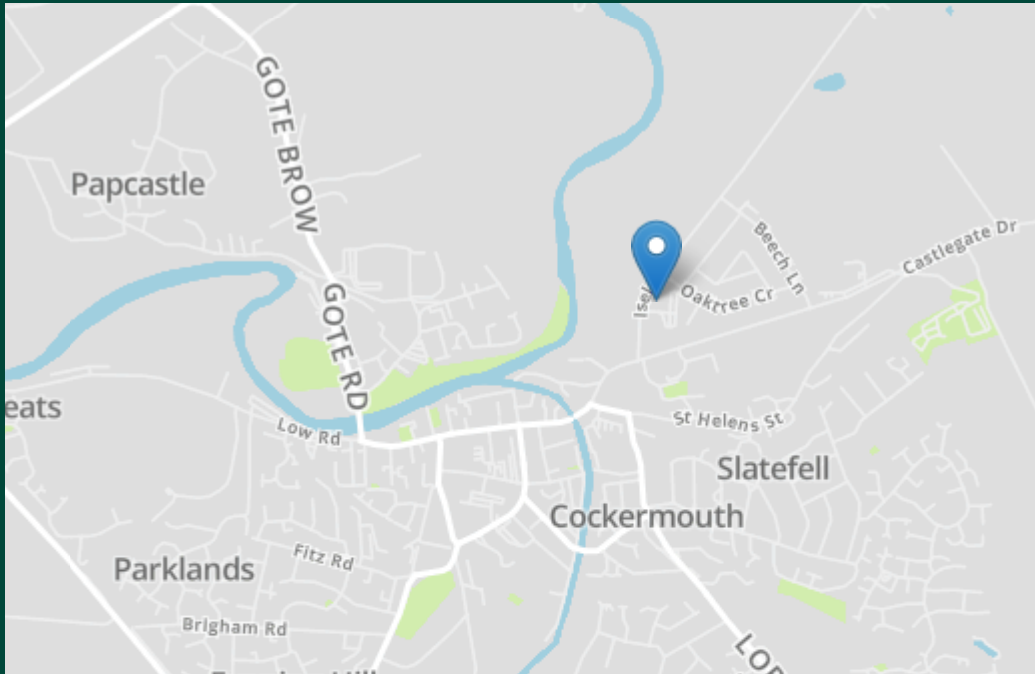 GOTE BROW
Papcastle
Beech Ln
Castlegate Dr
Oaktree Cr
GOTE RD
Low Rd
St Helens St
Slatefell
Cockermouth
Fitz Rd
Parklands
Brigham Rd